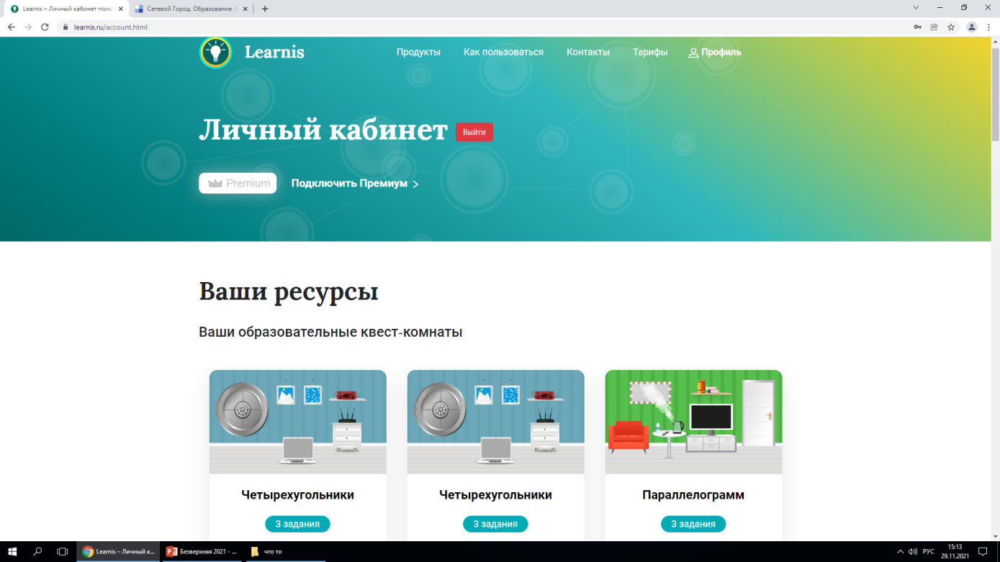 Learnis – Личный кабинет поль
Сетевой Город. Образование. П
learnis.ru/account.html
Learnis
Продукты
Как пользоваться
Контакты
Тарифы
Профиль
Личный кабинет
Выйти
Premium
Подключить Премиум
Ваши ресурсы
Ваши образовательные квест-комнаты
Четырехугольники
Четырехугольники
Параллелограмм
3 задания
3 задания
3 задания
Learnis – Личный к...
Безверхняя 2021 - ...
что то
РУС
15:13
29.11.2021